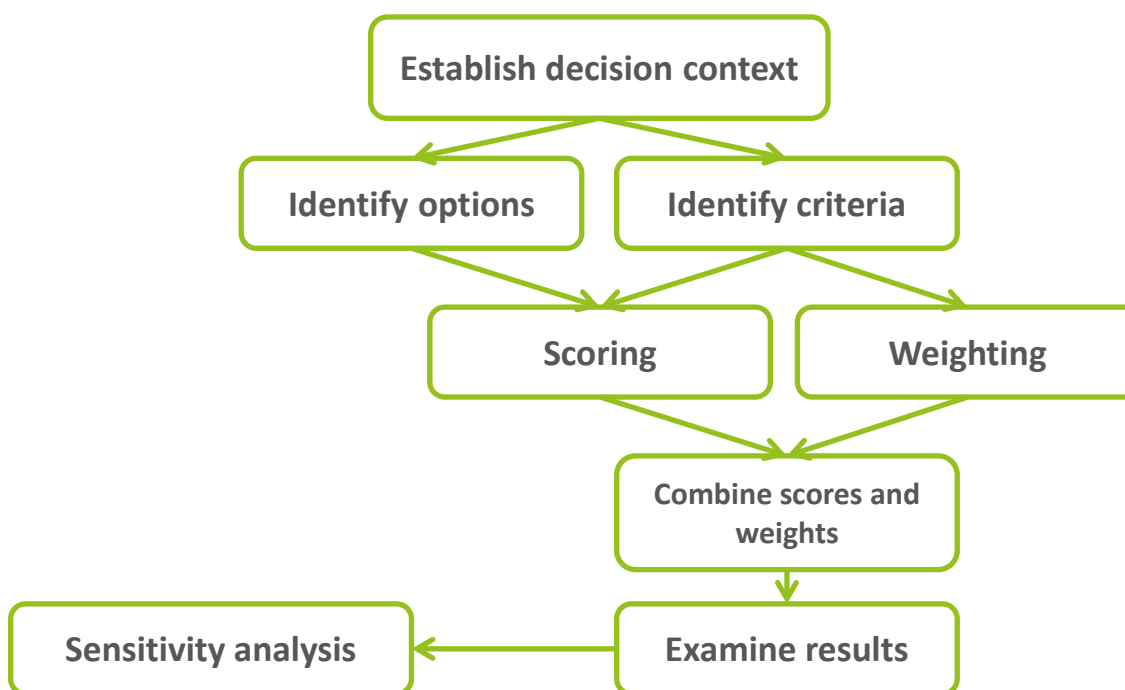 Establish decision context
Identify options
Identify criteria
Scoring
Weighting
Combine scores and
weights
Sensitivity analysis
Examine results